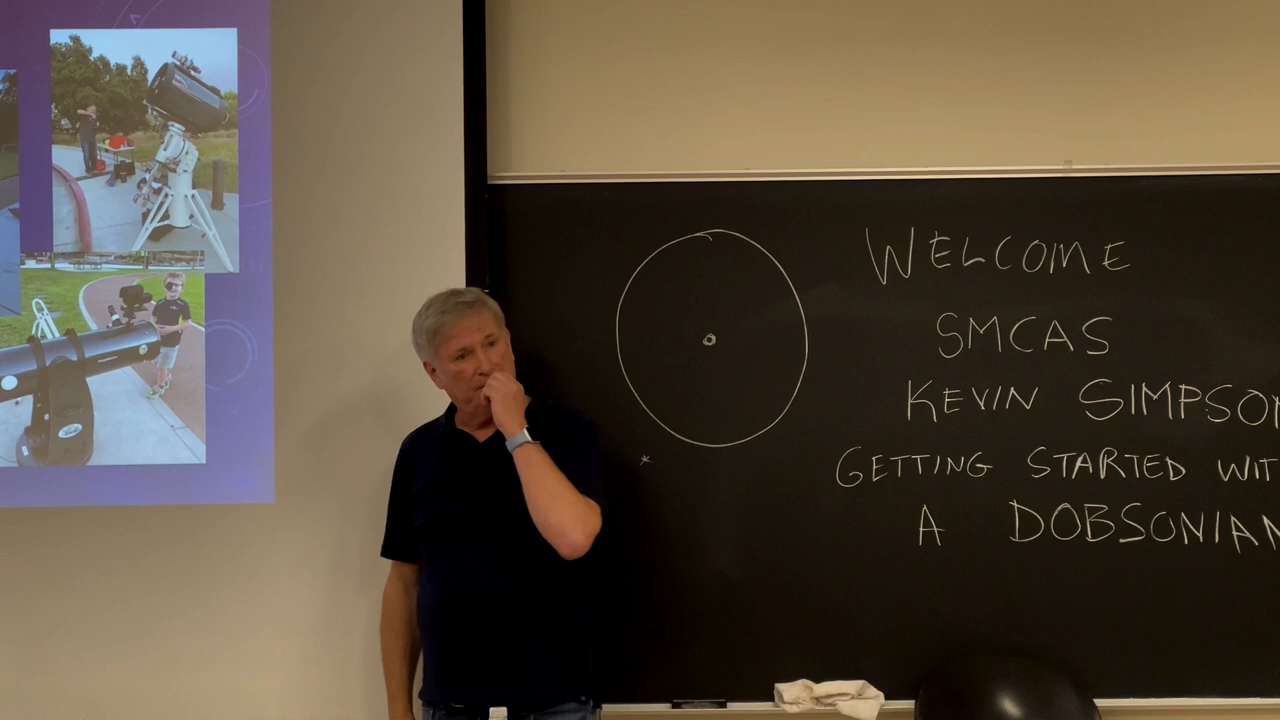 WELCOME
SMCAS
KEVIN SIMPSO
GETTING STARTED WIT
A DOBSONIAN